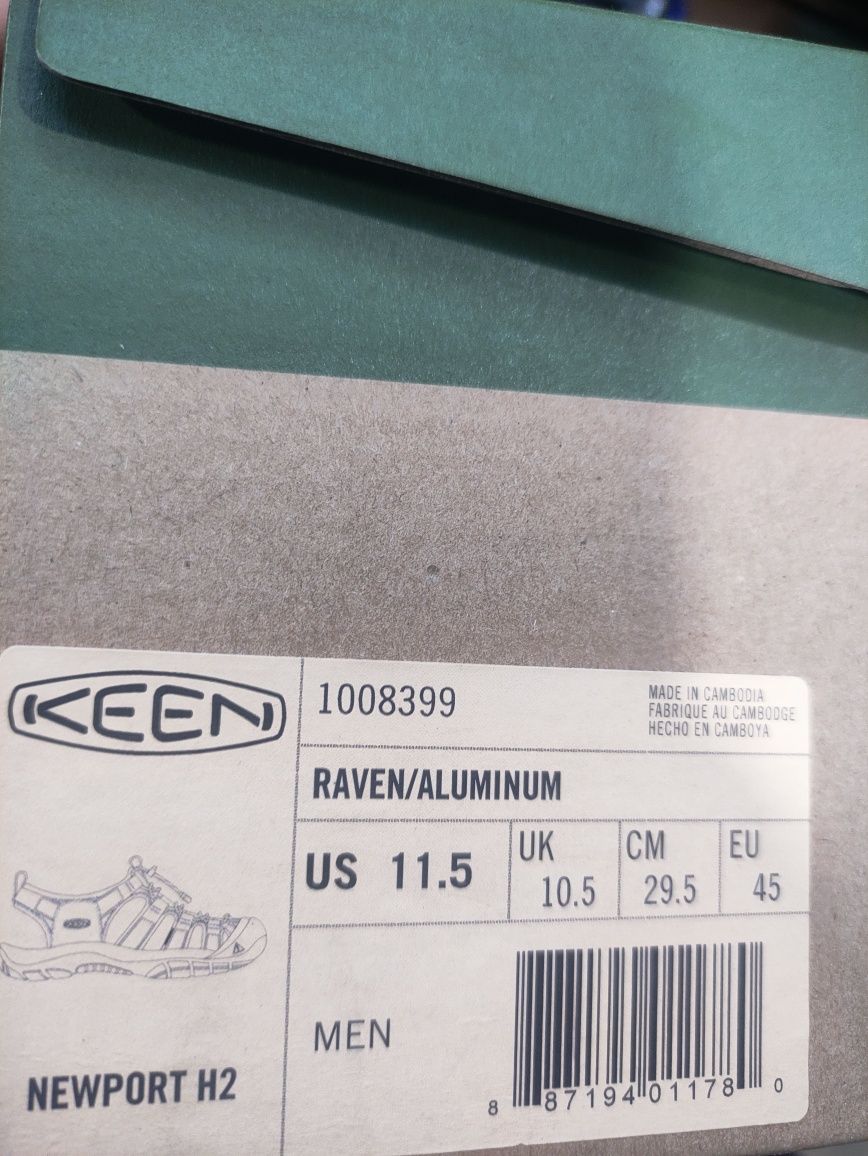 KEEN
1008399
MADE IN CAMBODIA
FABRIQUE AU CAMBODGE
HECHO EN CAMBOYA
RAVEN/ALUMINUM
US 11.5
UK 10.5
CM 29.5
EU 45
MEN
NEWPORT H2
8 87194 01178 0